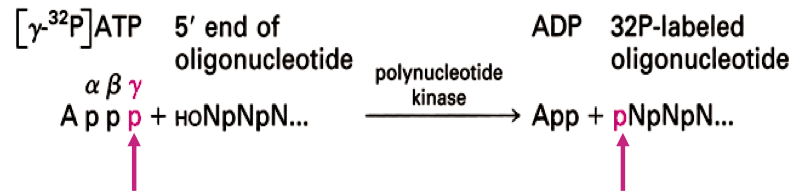 [γ-³²P]ATP 5′ end of oligonucleotide ADP 32P-labeled oligonucleotide
α β γ
polynucleotide kinase
A p p p + HONpNpN... App + pNpNpN...